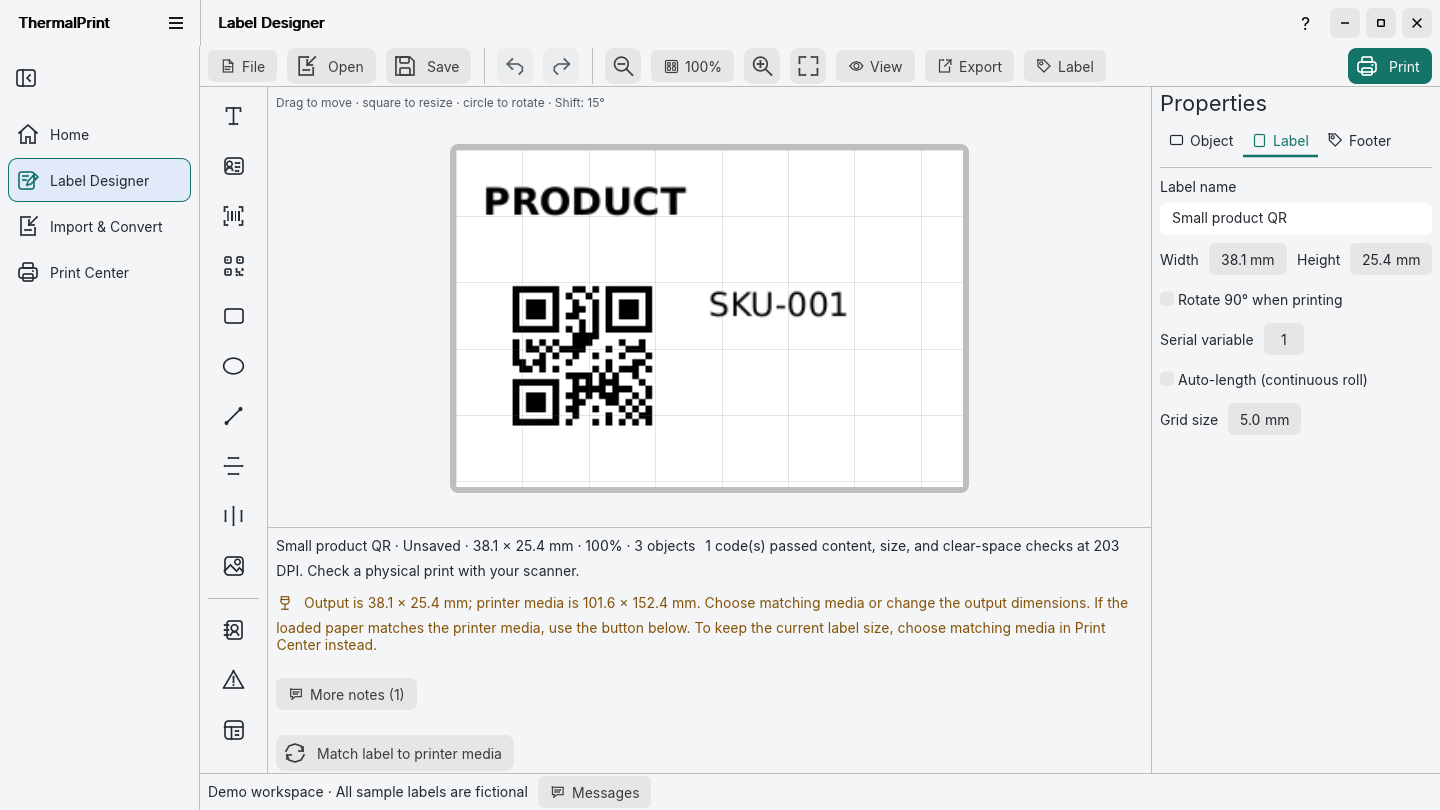 ThermalPrint
Label Designer
?
File
Open
Save
100%
View
Export
Label
Print
Home
Label Designer
Import & Convert
Print Center
Drag to move · square to resize · circle to rotate · Shift: 15°
PRODUCT
SKU-001
Small product QR · Unsaved · 38.1 × 25.4 mm · 100% · 3 objects 1 code(s) passed content, size, and clear-space checks at 203
DPI. Check a physical print with your scanner.
Output is 38.1 × 25.4 mm; printer media is 101.6 × 152.4 mm. Choose matching media or change the output dimensions. If the
loaded paper matches the printer media, use the button below. To keep the current label size, choose matching media in Print
Center instead.
More notes (1)
Match label to printer media
Properties
Object
Label
Footer
Label name
Small product QR
Width 38.1 mm Height 25.4 mm
Rotate 90° when printing
Serial variable 1
Auto-length (continuous roll)
Grid size 5.0 mm
Demo workspace · All sample labels are fictional
Messages